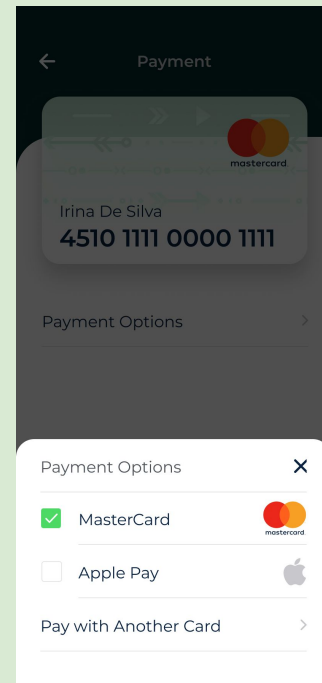 Payment
mastercard
Irina De Silva
4510 1111 0000 1111
Payment Options
Payment Options
MasterCard
mastercard
Apple Pay
Pay with Another Card